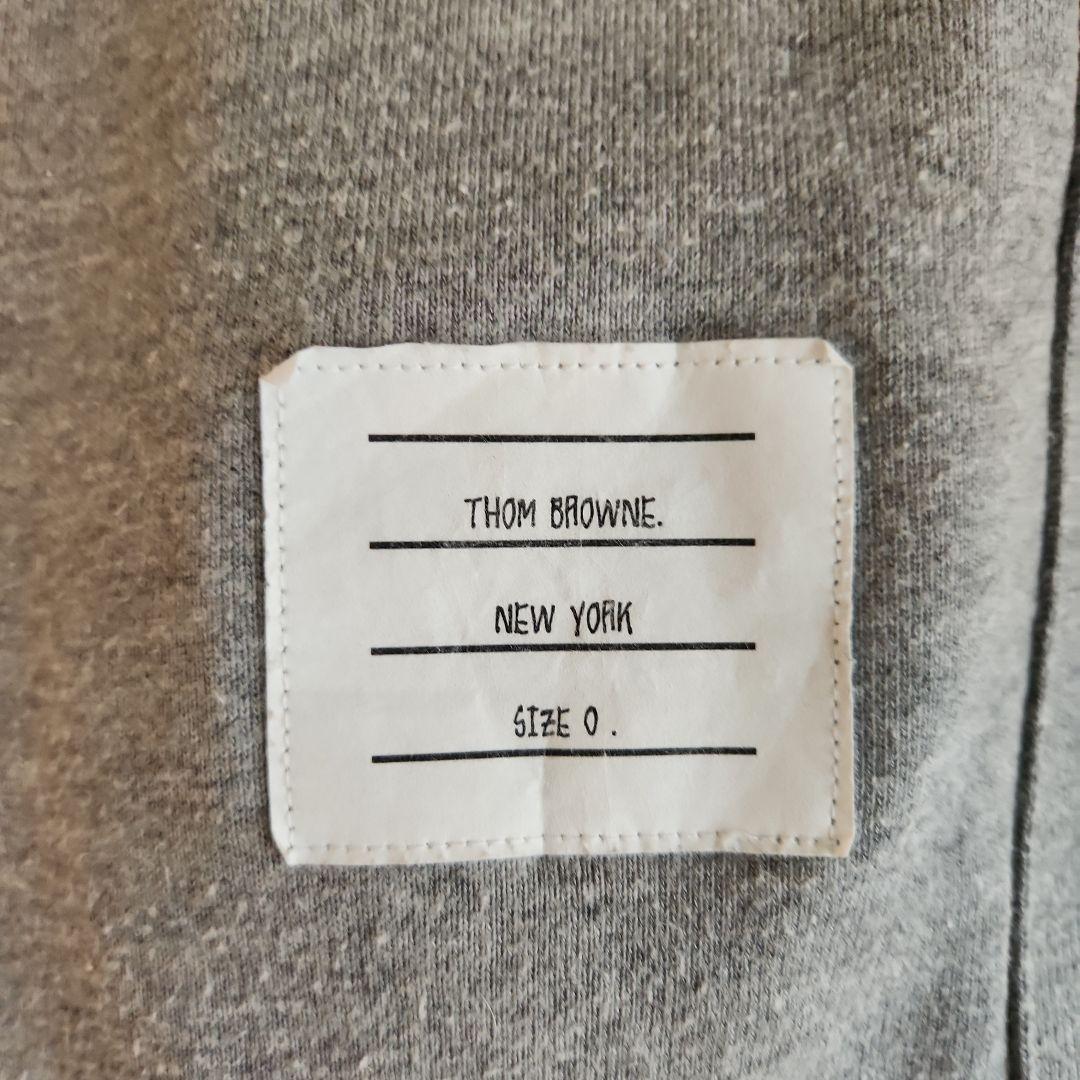 THOM BROWNE.
NEW YORK
SIZE 0 .